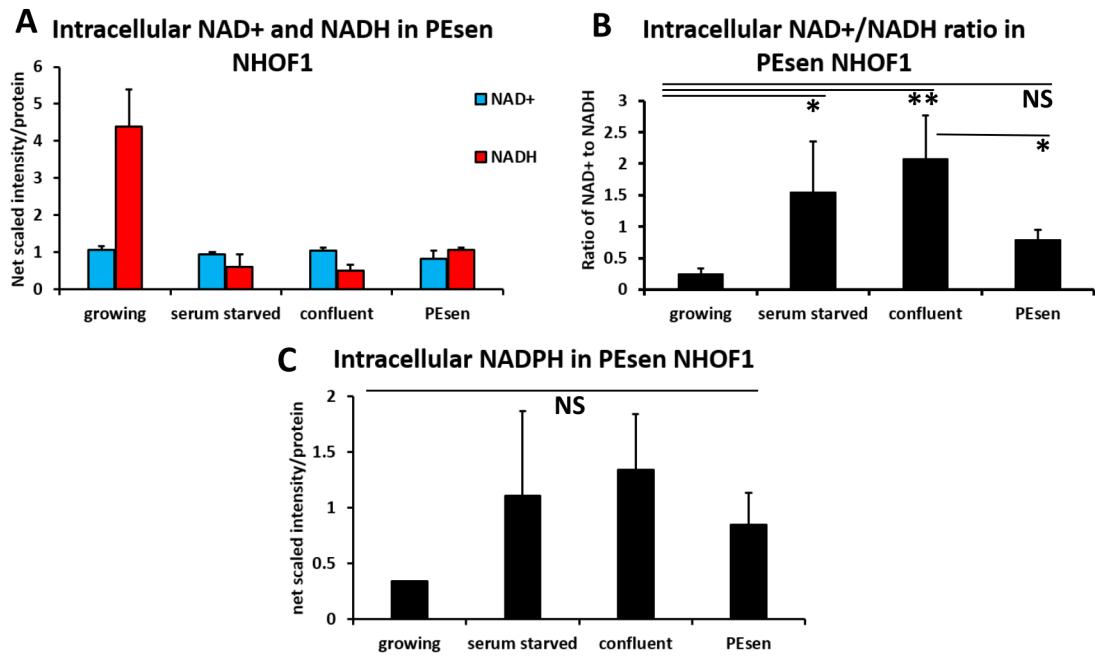 A
Intracellular NAD+ and NADH in PEsen
NHOF1
Net scaled intensity/protein
6
5
4
3
2
1
0
NAD+
NADH
growing
serum starved
confluent
PEsen
B
Intracellular NAD+/NADH ratio in
PEsen NHOF1
Ratio of NAD+ to NADH
3
2.5
2
1.5
1
0.5
0
*
**
NS
*
growing
serum starved
confluent
PEsen
C
Intracellular NADPH in PEsen NHOF1
NS
net scaled intensity/protein
2
1.5
1
0.5
0
growing
serum starved
confluent
PEsen